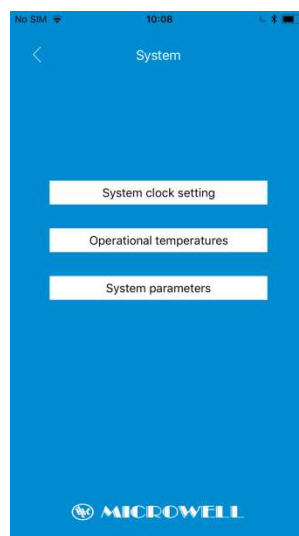 No SIM 10:08
System
System clock setting
Operational temperatures
System parameters
MICROWELL